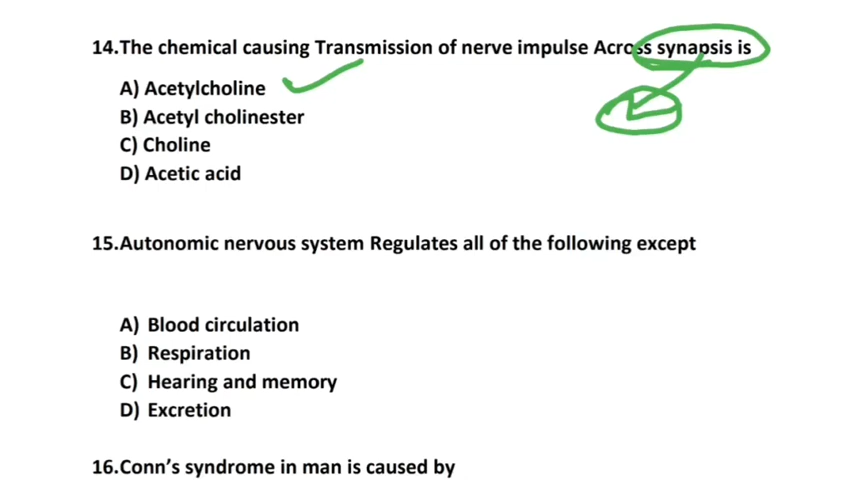 14.The chemical causing Transmission of nerve impulse Across synapsis is
A) Acetylcholine
B) Acetyl cholinester
C) Choline
D) Acetic acid
15.Autonomic nervous system Regulates all of the following except
A) Blood circulation
B) Respiration
C) Hearing and memory
D) Excretion
16.Conn's syndrome in man is caused by